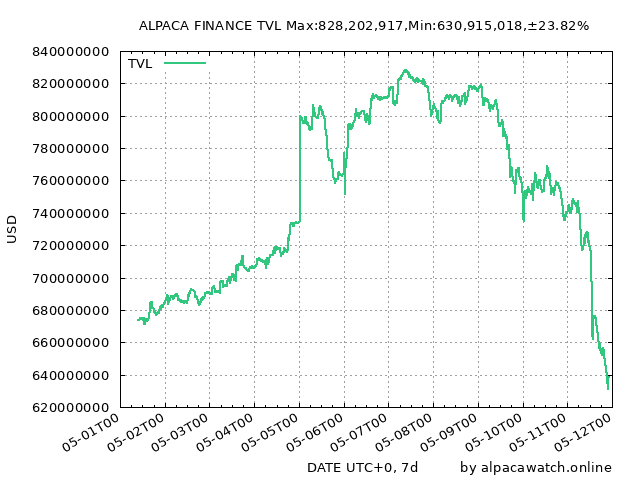 ALPACA FINANCE TVL Max:828,202,917,Min:630,915,018,±23.82%
TVL
840000000
820000000
800000000
780000000
760000000
740000000
720000000
700000000
680000000
660000000
640000000
620000000
USD
05-01T00
05-02T00
05-03T00
05-04T00
05-05T00
05-06T00
05-07T00
05-08T00
05-09T00
05-10T00
05-11T00
05-12T00
DATE UTC+0, 7d
by alpacawatch.online